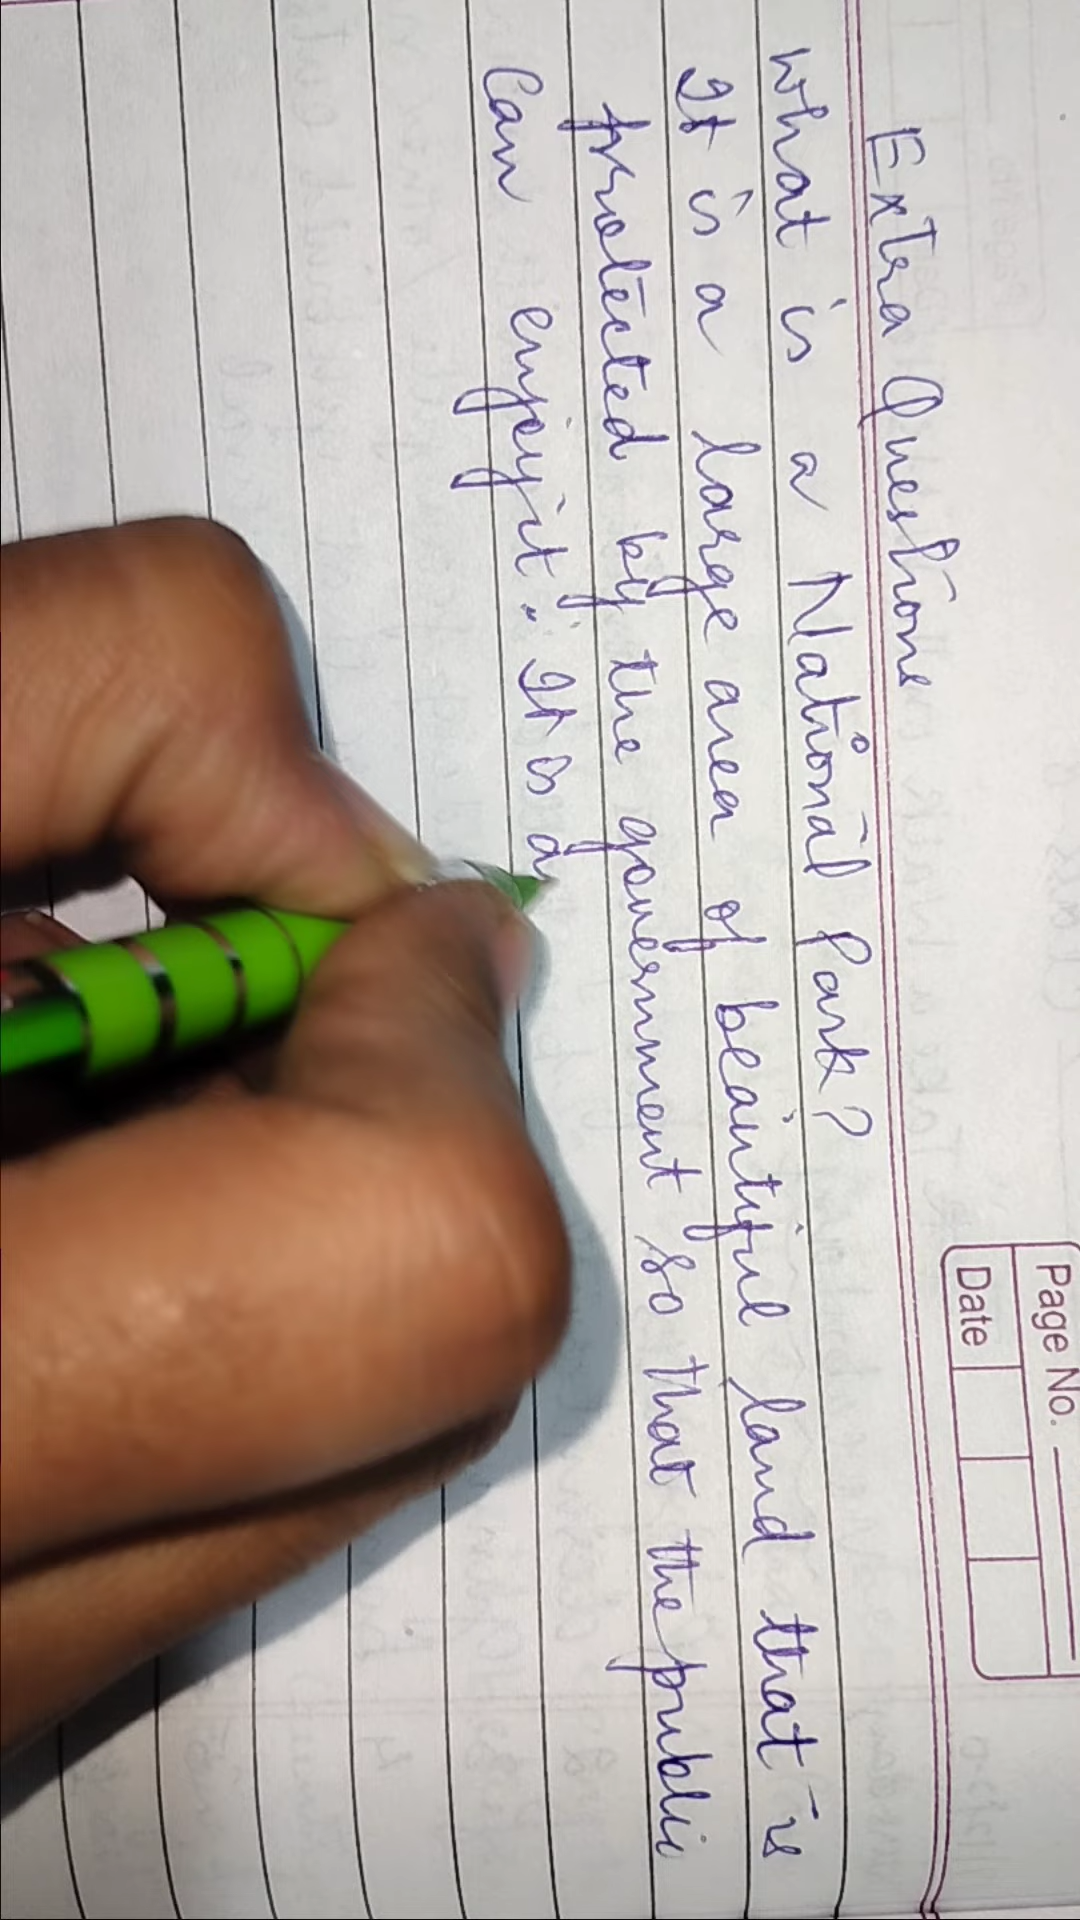 Page No.
Date
Extra Questions
What is a National Park?
It is a large area of beautiful land that is
protected by the government so that the public
can enjoy it. It is a